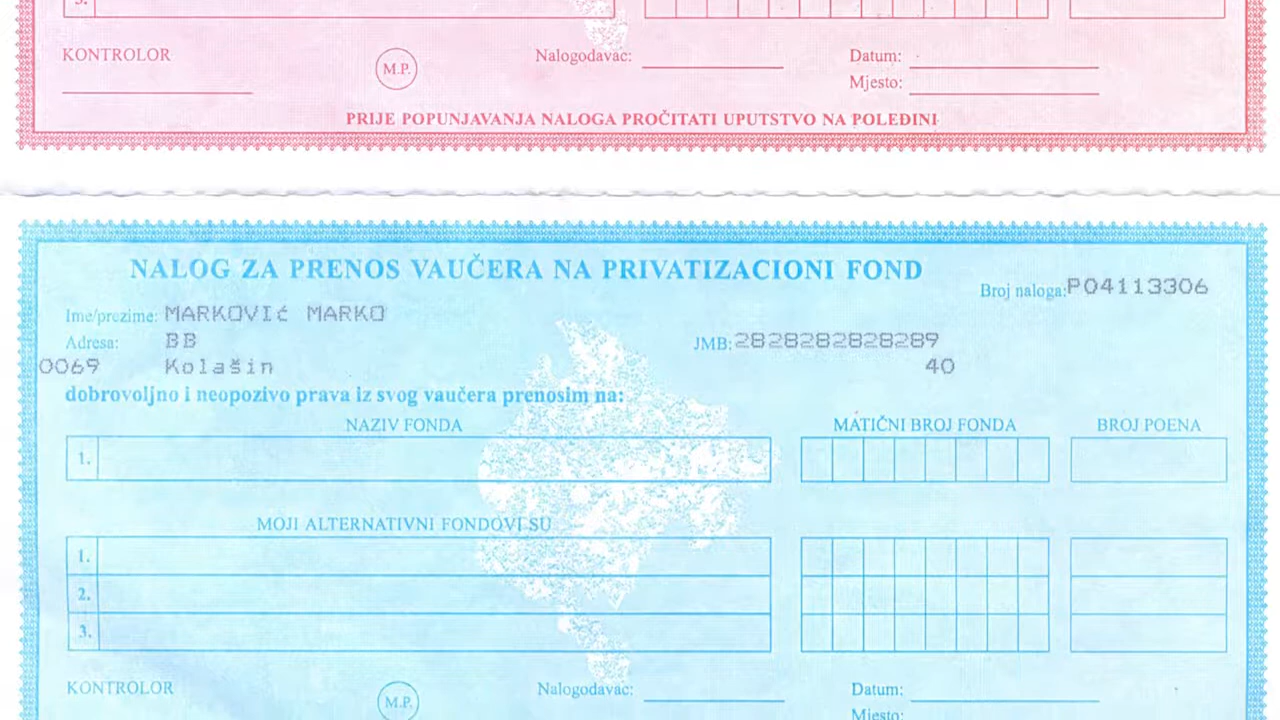 3.
KONTROLOR
M.P.
Nalogodavac:
Datum:
Mjesto:
PRIJE POPUNJAVANJA NALOGA PROČITATI UPUTSTVO NA POLEĐINI
NALOG ZA PRENOS VAUČERA NA PRIVATIZACIONI FOND
Broj naloga: P04113306
Ime/prezime: MARKOVIć MARKO
Adresa: BB
JMB: 2828282828289
0069 Kolašin 40
dobrovoljno i neopozivo prava iz svog vaučera prenosim na:
NAZIV FONDA MATIČNI BROJ FONDA BROJ POENA
1.
MOJI ALTERNATIVNI FONDOVI SU
1.
2.
3.
KONTROLOR
M.P.
Nalogodavac:
Datum:
Mjesto: